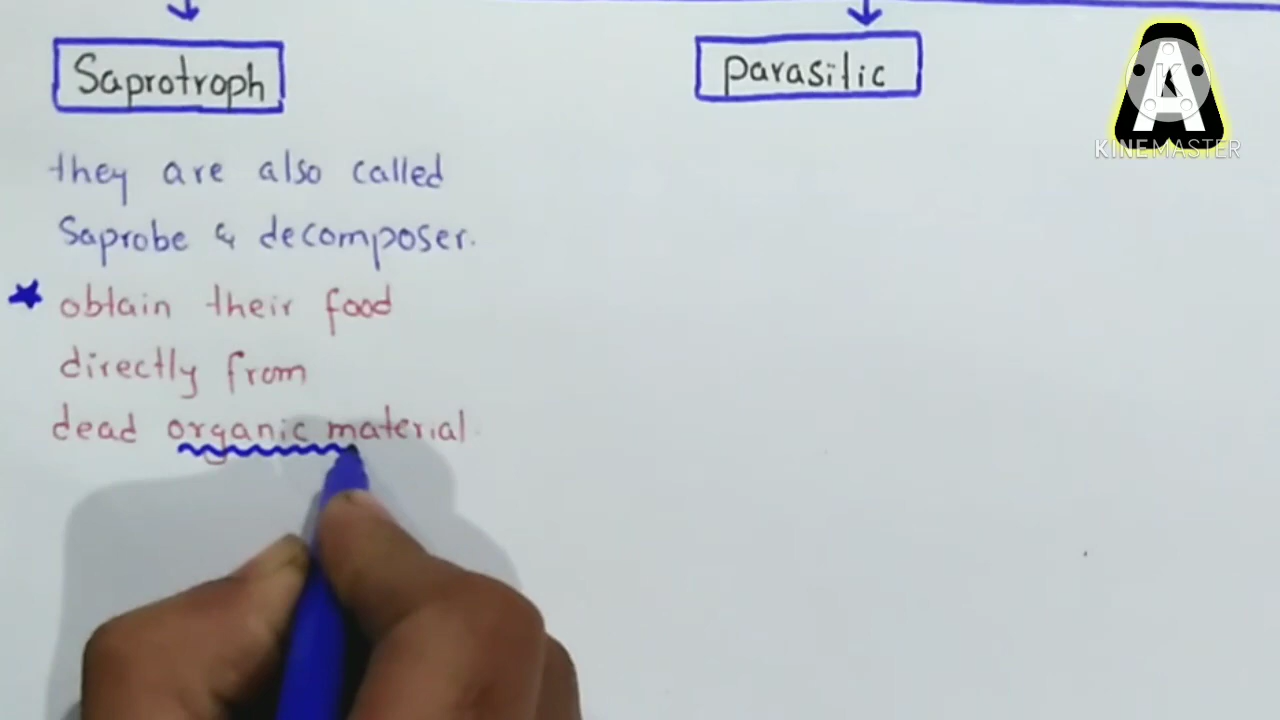 Saprotroph
they are also called
Saprobe & decomposer.
obtain their food
directly from
dead organic material
parasitic
K
A
KINEMASTER